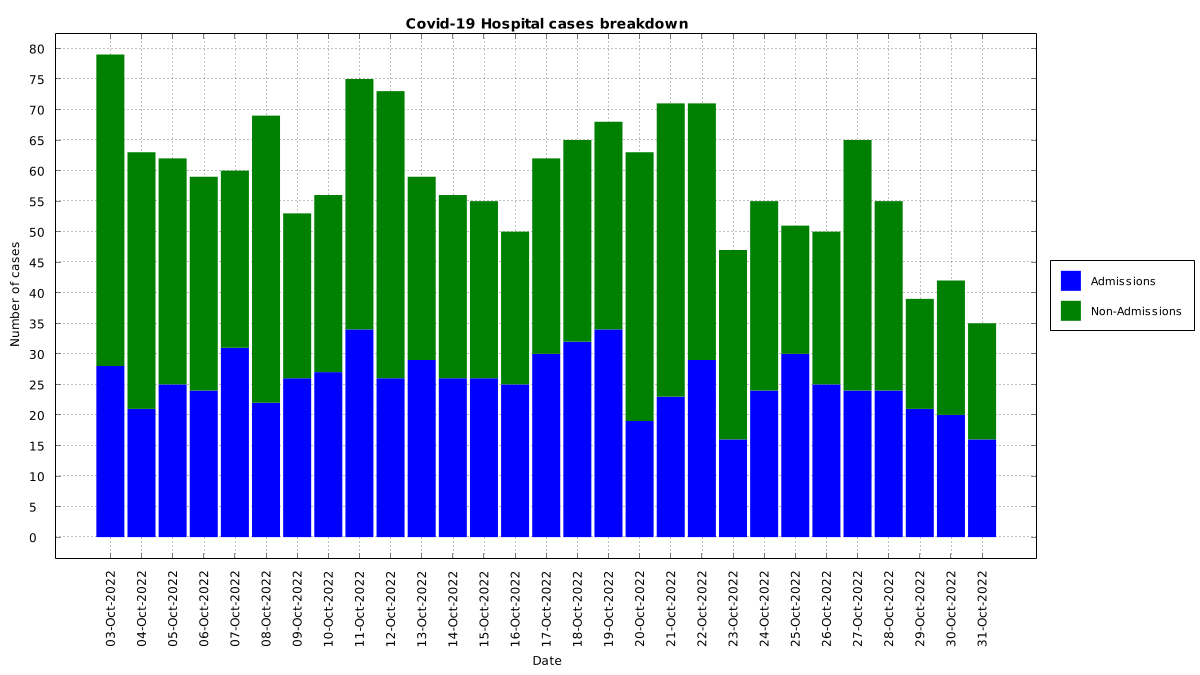 Covid-19 Hospital cases breakdown
80
75
70
65
60
55
50
45
40
35
30
25
20
15
10
5
0
Number of cases
Admissions
Non-Admissions
03-Oct-2022
04-Oct-2022
05-Oct-2022
06-Oct-2022
07-Oct-2022
08-Oct-2022
09-Oct-2022
10-Oct-2022
11-Oct-2022
12-Oct-2022
13-Oct-2022
14-Oct-2022
15-Oct-2022
16-Oct-2022
17-Oct-2022
18-Oct-2022
19-Oct-2022
20-Oct-2022
21-Oct-2022
22-Oct-2022
23-Oct-2022
24-Oct-2022
25-Oct-2022
26-Oct-2022
27-Oct-2022
28-Oct-2022
29-Oct-2022
30-Oct-2022
31-Oct-2022
Date